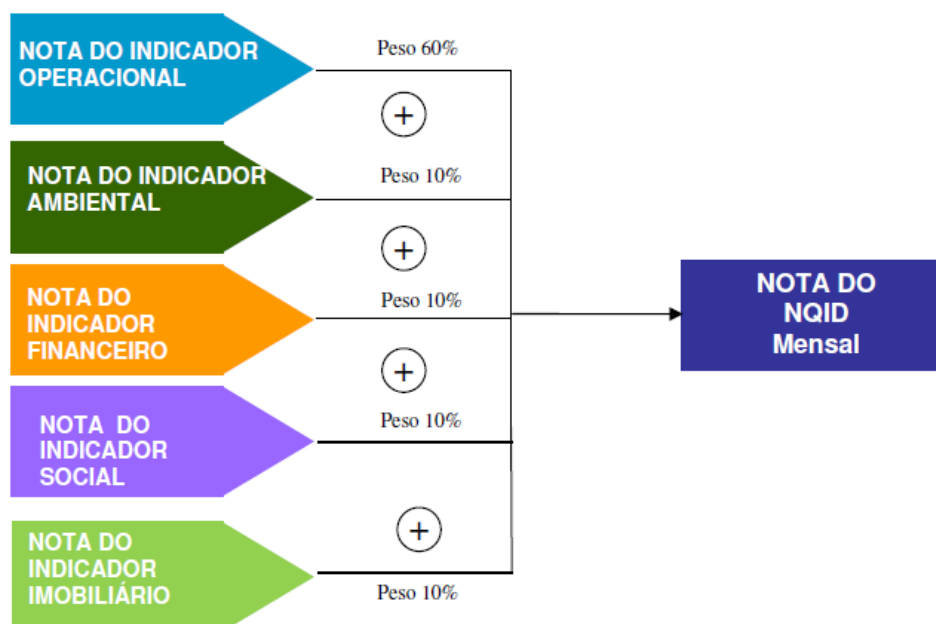 NOTA DO INDICADOR
OPERACIONAL
Peso 60%
+
NOTA DO INDICADOR
AMBIENTAL
Peso 10%
+
NOTA DO
INDICADOR
FINANCEIRO
Peso 10%
+
NOTA DO
INDICADOR
SOCIAL
Peso 10%
+
NOTA DO
INDICADOR
IMOBILIÁRIO
Peso 10%
NOTA DO
NQID
Mensal